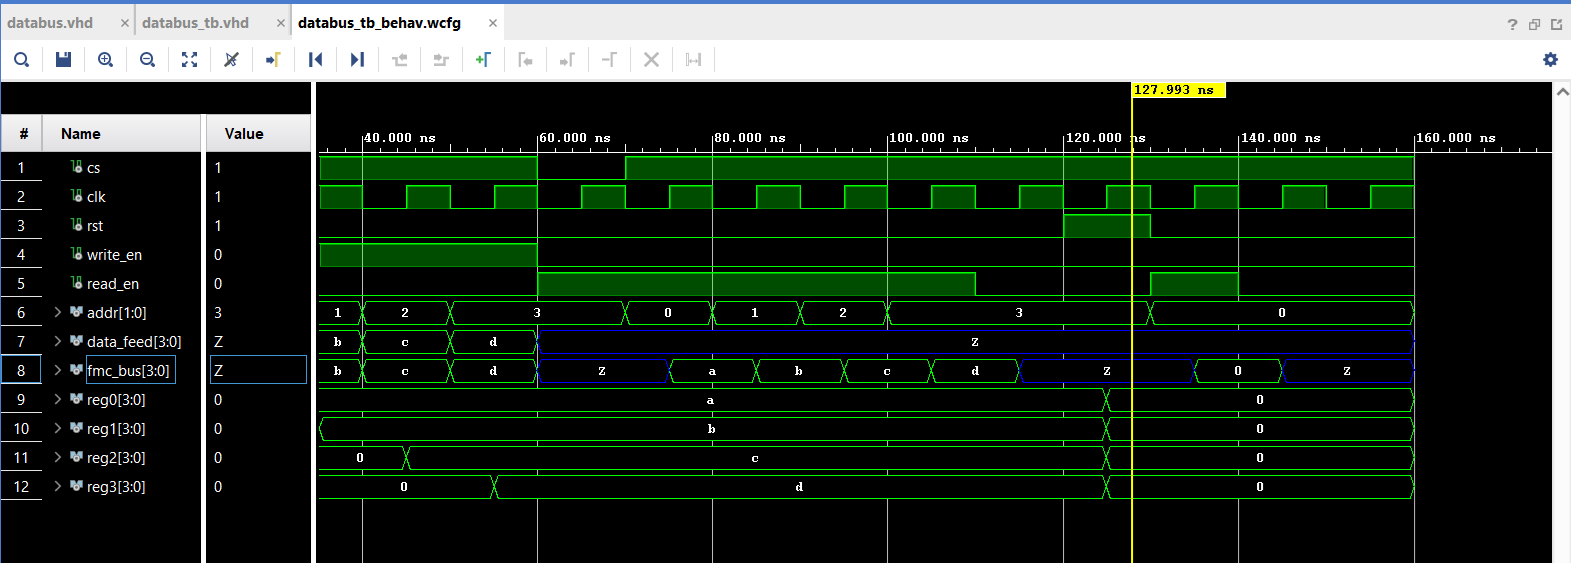 databus.vhd × databus_tb.vhd × databus_tb_behav.wcfg ×
?
127.993 ns
# Name Value
40.000 ns 60.000 ns 80.000 ns 100.000 ns 120.000 ns 140.000 ns 160.000 ns
1 cs 1
2 clk 1
3 rst 1
4 write_en 0
5 read_en 0
6 addr[1:0] 3 1 2 3 0 1 2 3 0
7 data_feed[3:0] Z b c d Z
8 fmc_bus[3:0] Z b c d Z a b c d Z 0 Z
9 reg0[3:0] 0 a 0
10 reg1[3:0] 0 b 0
11 reg2[3:0] 0 0 c 0
12 reg3[3:0] 0 0 d 0